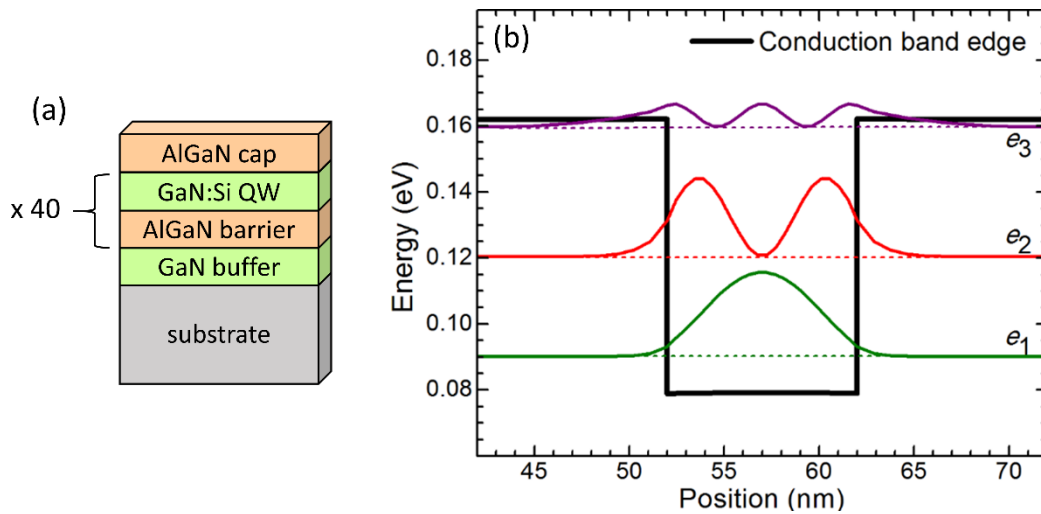 (a)
AlGaN cap
GaN:Si QW
x 40
AlGaN barrier
GaN buffer
substrate
(b)
Conduction band edge
0.18
0.16
0.14
0.12
0.10
0.08
Energy (eV)
e3
e2
e1
45 50 55 60 65 70
Position (nm)